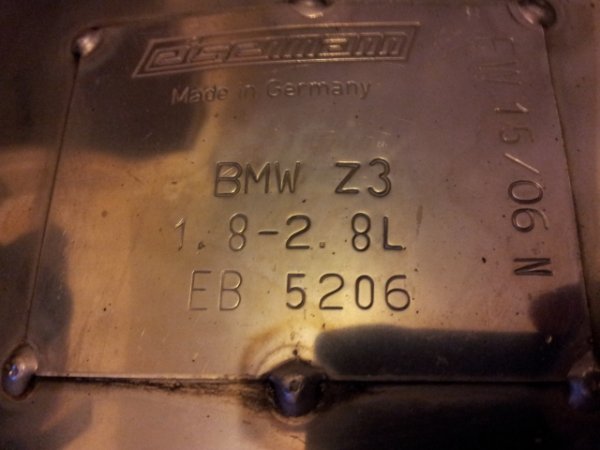 eisenmann
Made in Germany
BMW Z3
1.8-2.8L
EB 5206
EW 15/06 N